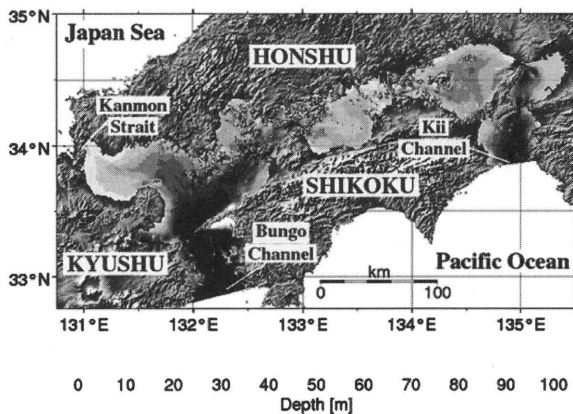 35°N
Japan Sea
HONSHU
Kanmon
Strait
Kii
Channel
34°N
SHIKOKU
Bungo
Channel
KYUSHU
Pacific Ocean
33°N
km
0 100
131°E 132°E 133°E 134°E 135°E
0 10 20 30 40 50 60 70 80 90 100
Depth [m]